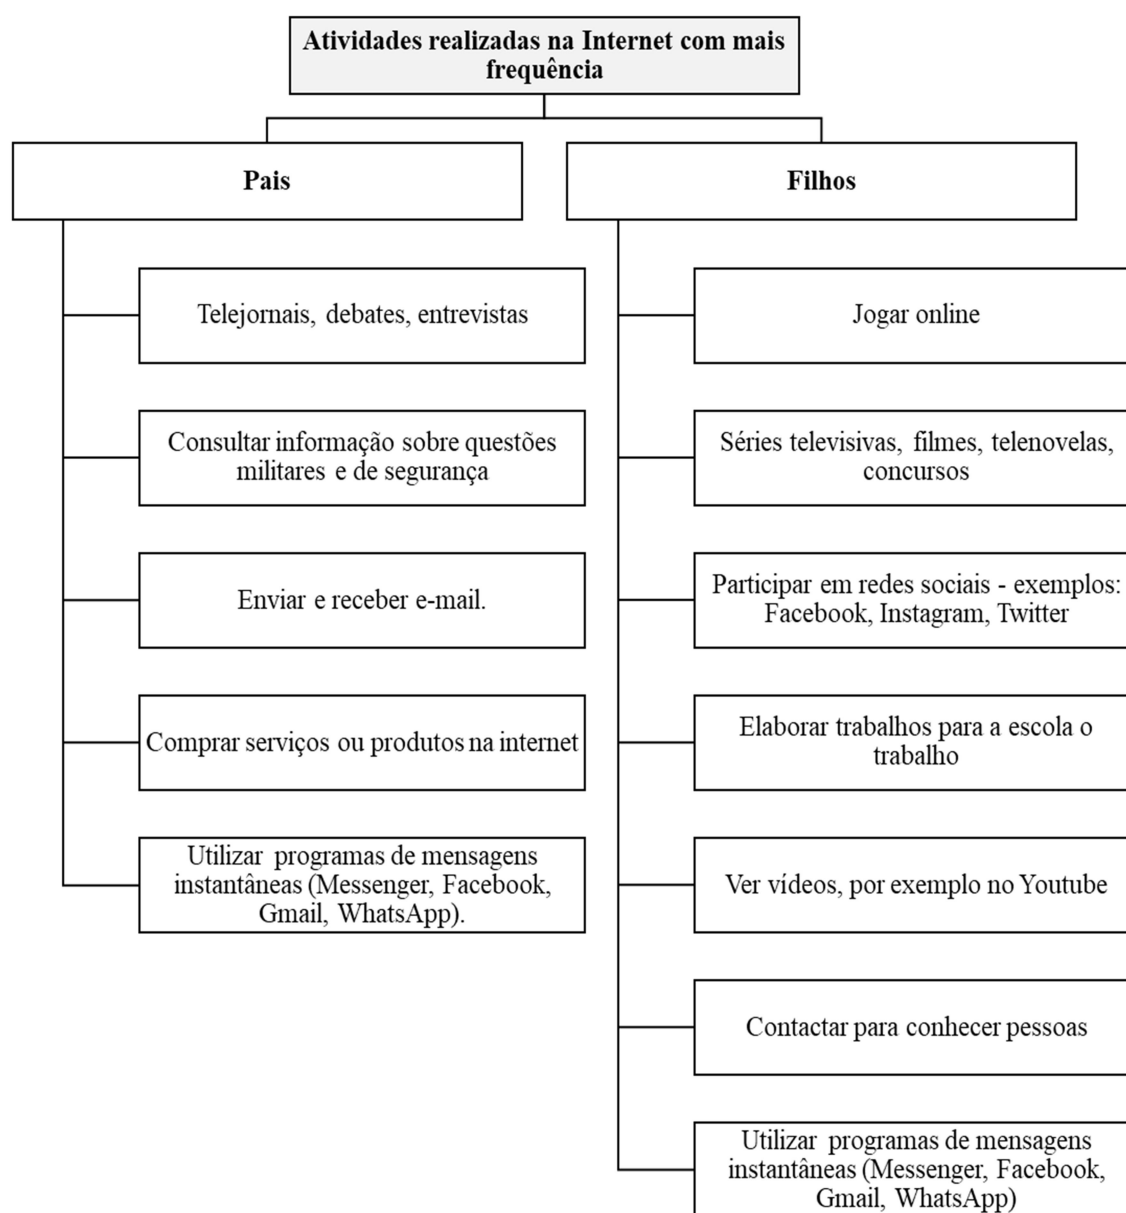 Atividades realizadas na Internet com mais
frequência
Pais
Telejornais, debates, entrevistas
Consultar informação sobre questões
militares e de segurança
Enviar e receber e-mail.
Comprar serviços ou produtos na internet
Utilizar programas de mensagens
instantâneas (Messenger, Facebook,
Gmail, WhatsApp).
Filhos
Jogar online
Séries televisivas, filmes, telenovelas,
concursos
Participar em redes sociais - exemplos:
Facebook, Instagram, Twitter
Elaborar trabalhos para a escola o
trabalho
Ver vídeos, por exemplo no Youtube
Contactar para conhecer pessoas
Utilizar programas de mensagens
instantâneas (Messenger, Facebook,
Gmail, WhatsApp)